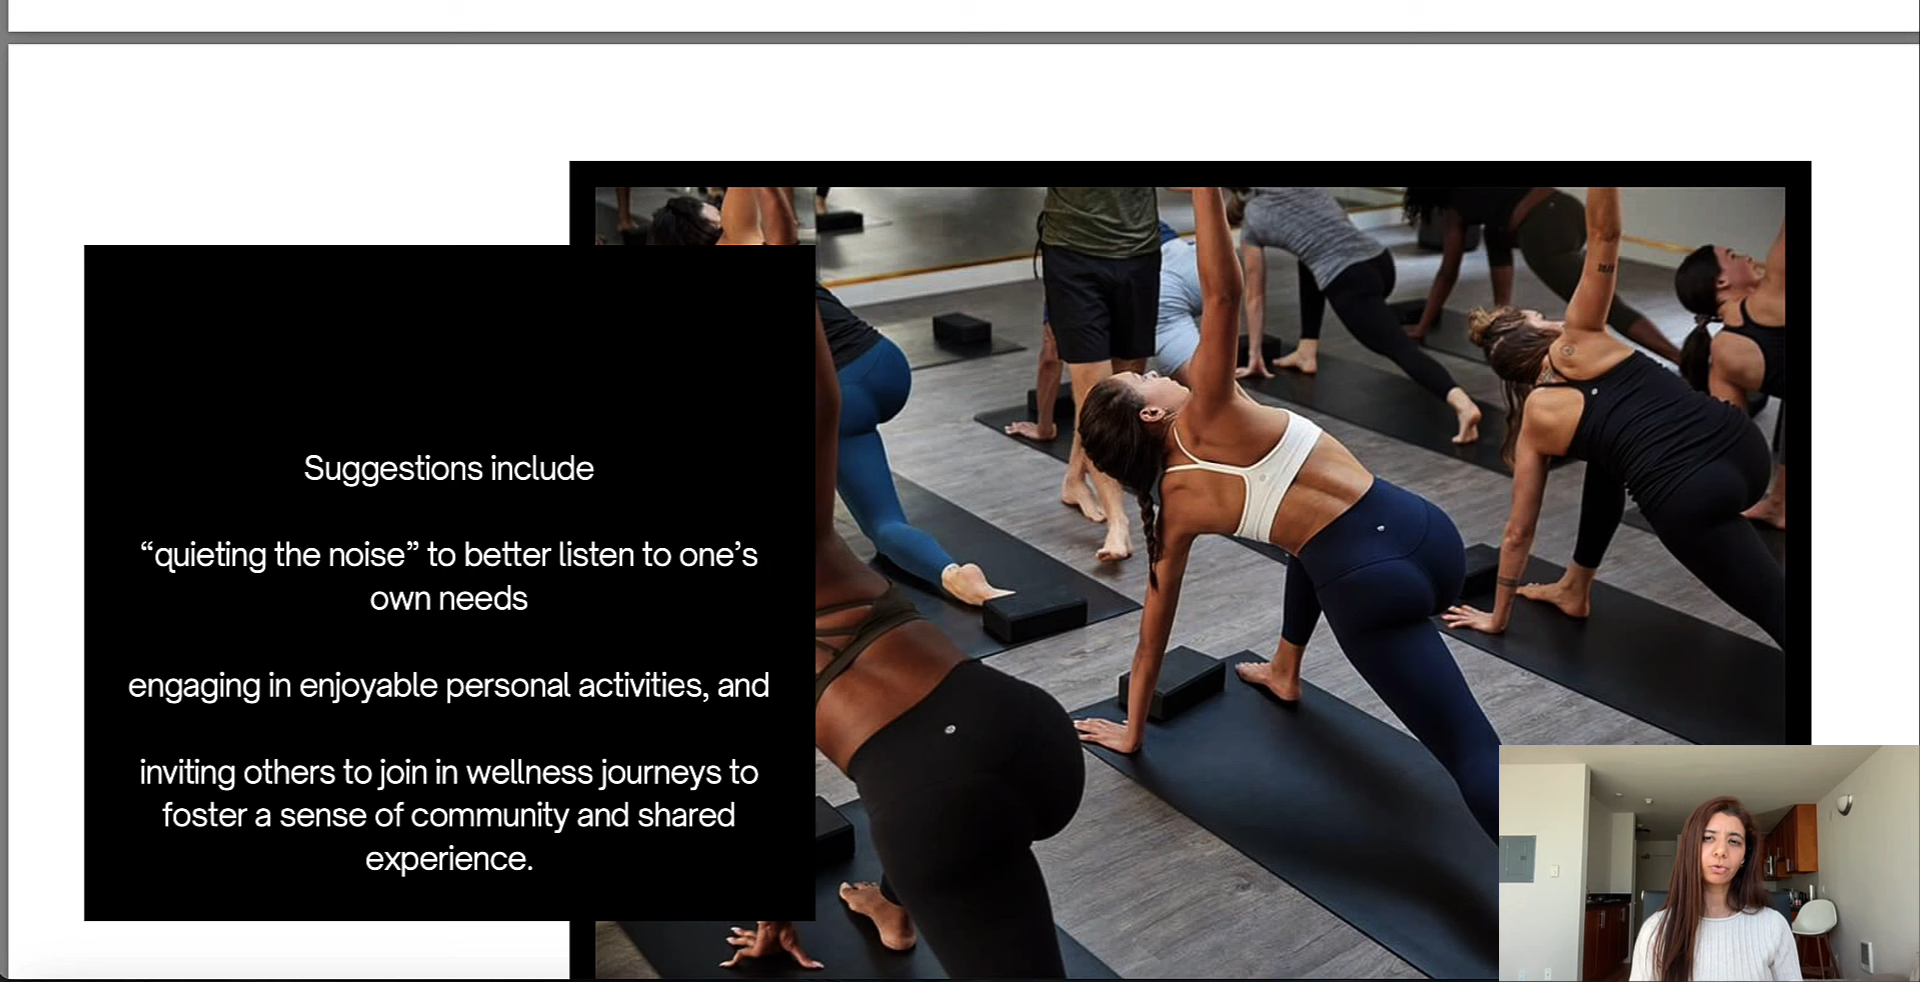 Suggestions include
“quieting the noise” to better listen to one’s
own needs
engaging in enjoyable personal activities, and
inviting others to join in wellness journeys to
foster a sense of community and shared
experience.